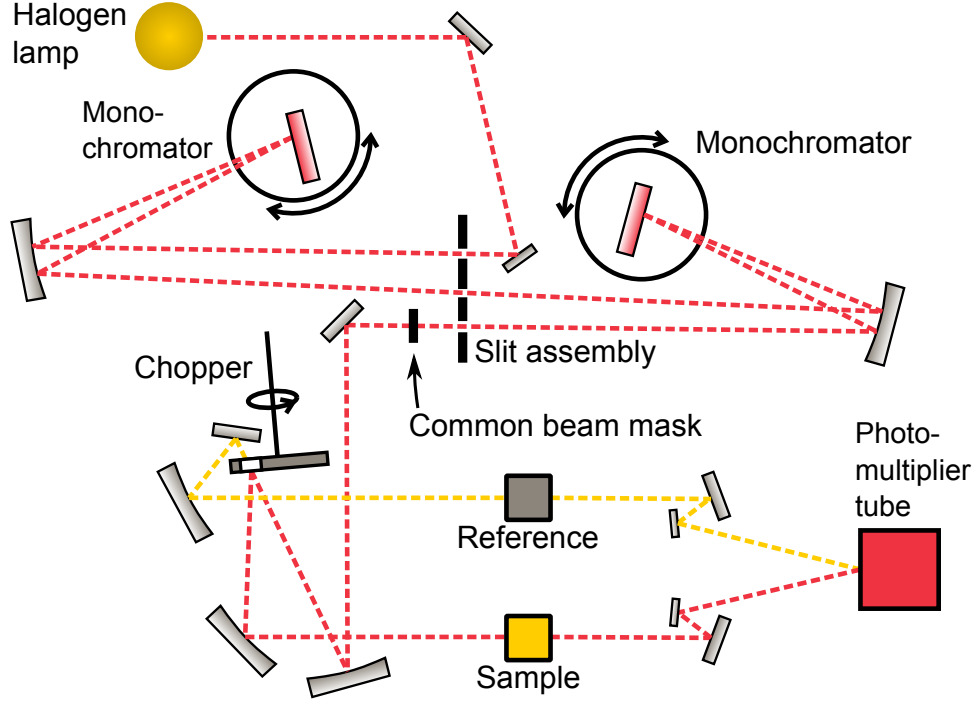 Halogen
lamp
Mono-
chromator
Monochromator
Slit assembly
Chopper
Common beam mask
Photo-
multiplier
tube
Reference
Sample